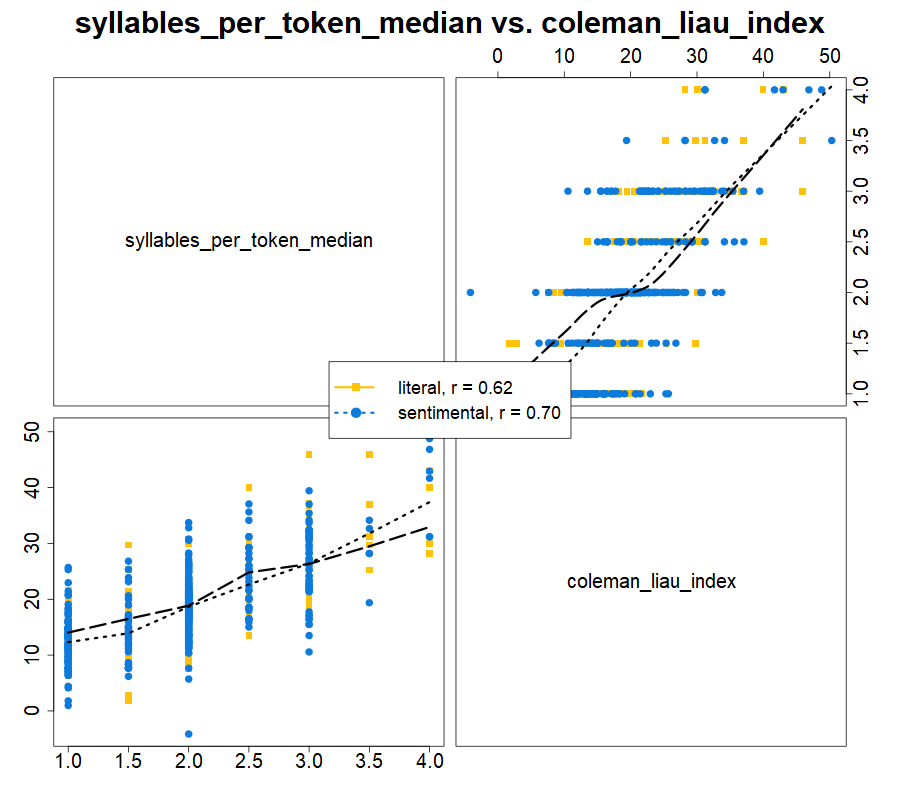 syllables_per_token_median vs. coleman_liau_index
0 10 20 30 40 50
syllables_per_token_median
1.0 1.5 2.0 2.5 3.0 3.5 4.0
literal, r = 0.62
sentimental, r = 0.70
0 10 20 30 40 50
coleman_liau_index
1.0 1.5 2.0 2.5 3.0 3.5 4.0